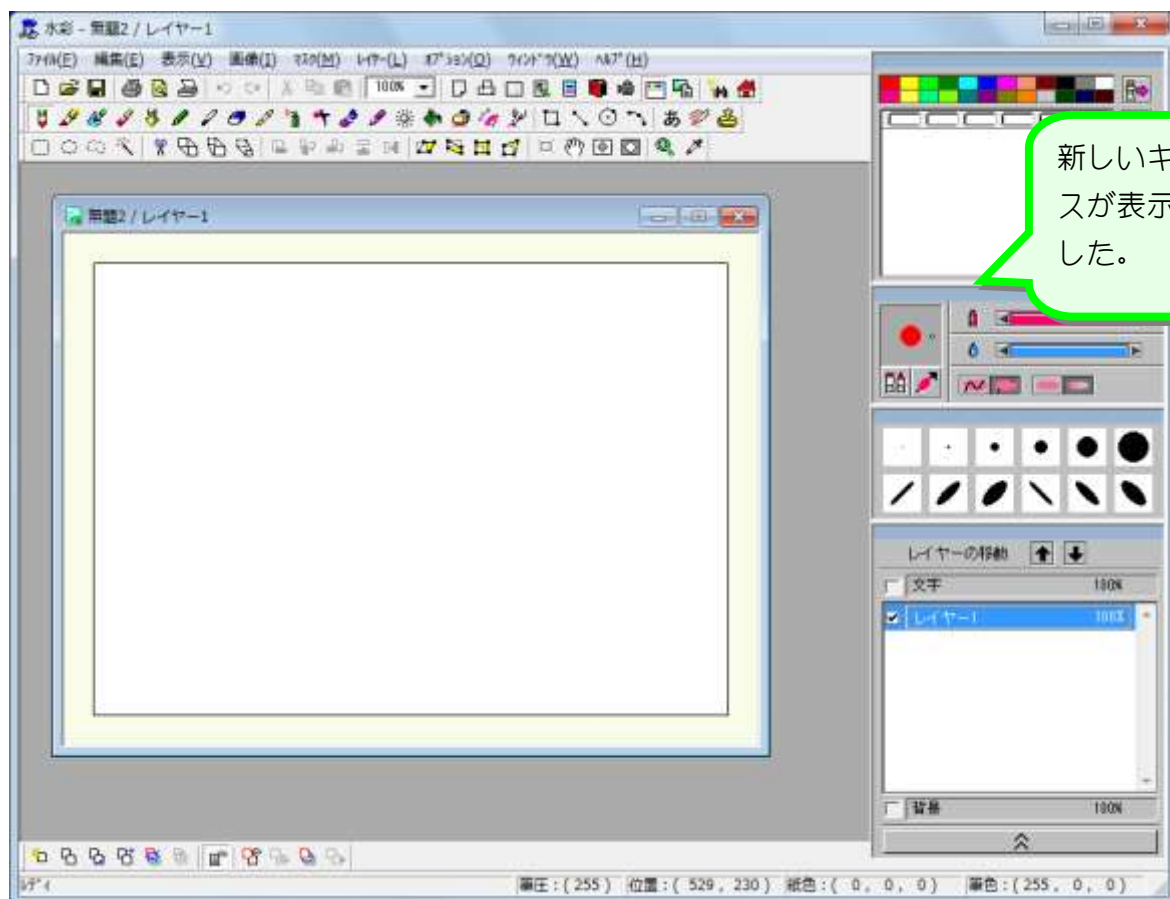 水彩 - 無題2 / レイヤー1
ﾌｧｲﾙ(F) 編集(E) 表示(V) 画像(I) ﾏｽｸ(M) ﾚｲﾔｰ(L) ｵﾌﾟｼｮﾝ(O) ｳｨﾝﾄﾞｳ(W) ﾍﾙﾌﾟ(H)
100%
あ
無題2 / レイヤー1
新しいキ
スが表示
した。
レイヤーの移動
文字 100%
レイヤー1 100%
背景 100%
ﾚﾃﾞｨ 筆圧:(255) 位置:( 529, 230) 紙色:( 0, 0, 0) 筆色:(255, 0, 0)